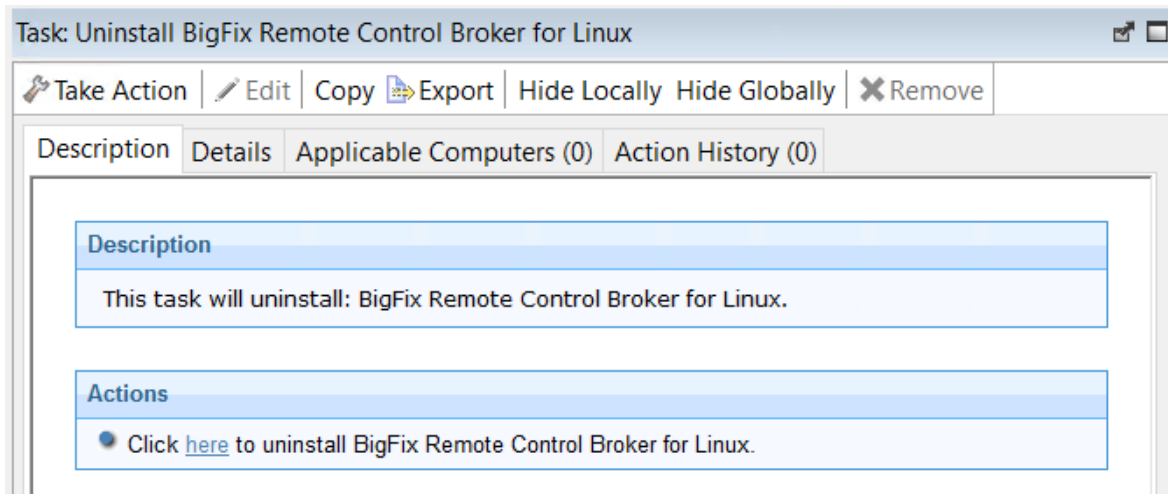 Task: Uninstall BigFix Remote Control Broker for Linux
Take Action Edit Copy Export Hide Locally Hide Globally Remove
Description Details Applicable Computers (0) Action History (0)
Description
This task will uninstall: BigFix Remote Control Broker for Linux.
Actions
Click here to uninstall BigFix Remote Control Broker for Linux.